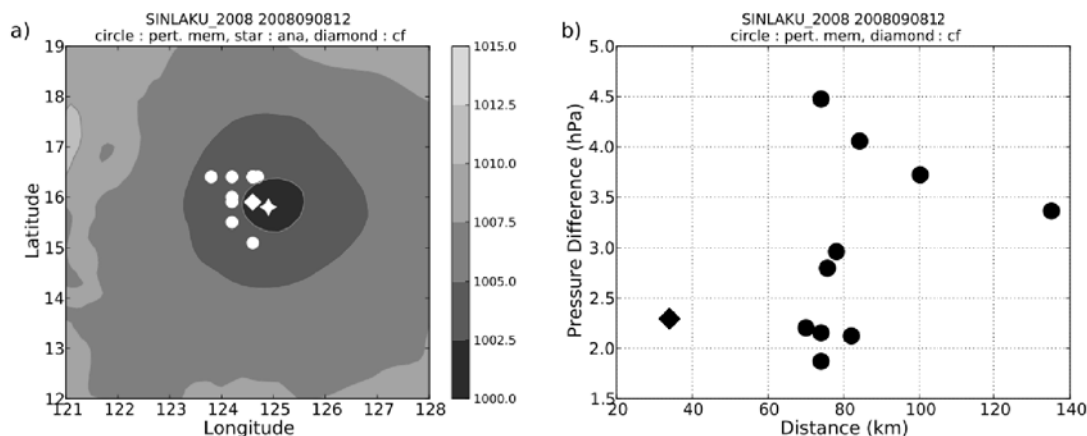 SINLAKU_2008 2008090812
a) circle : pert. mem, star : ana, diamond : cf
19
18
17
16
15
14
13
12
Latitude
121 122 123 124 125 126 127 128
Longitude
1015.0
1012.5
1010.0
1007.5
1005.0
1002.5
1000.0
SINLAKU_2008 2008090812
b) circle : pert. mem, diamond : cf
5.0
4.5
4.0
3.5
3.0
2.5
2.0
1.5
Pressure Difference (hPa)
20 40 60 80 100 120 140
Distance (km)